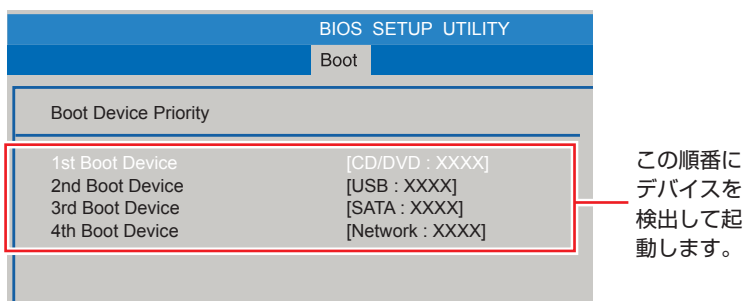 BIOS SETUP UTILITY
Boot
Boot Device Priority
1st Boot Device [CD/DVD : XXXX]
2nd Boot Device [USB : XXXX]
3rd Boot Device [SATA : XXXX]
4th Boot Device [Network : XXXX]
この順番に
デバイスを
検出して起
動します。